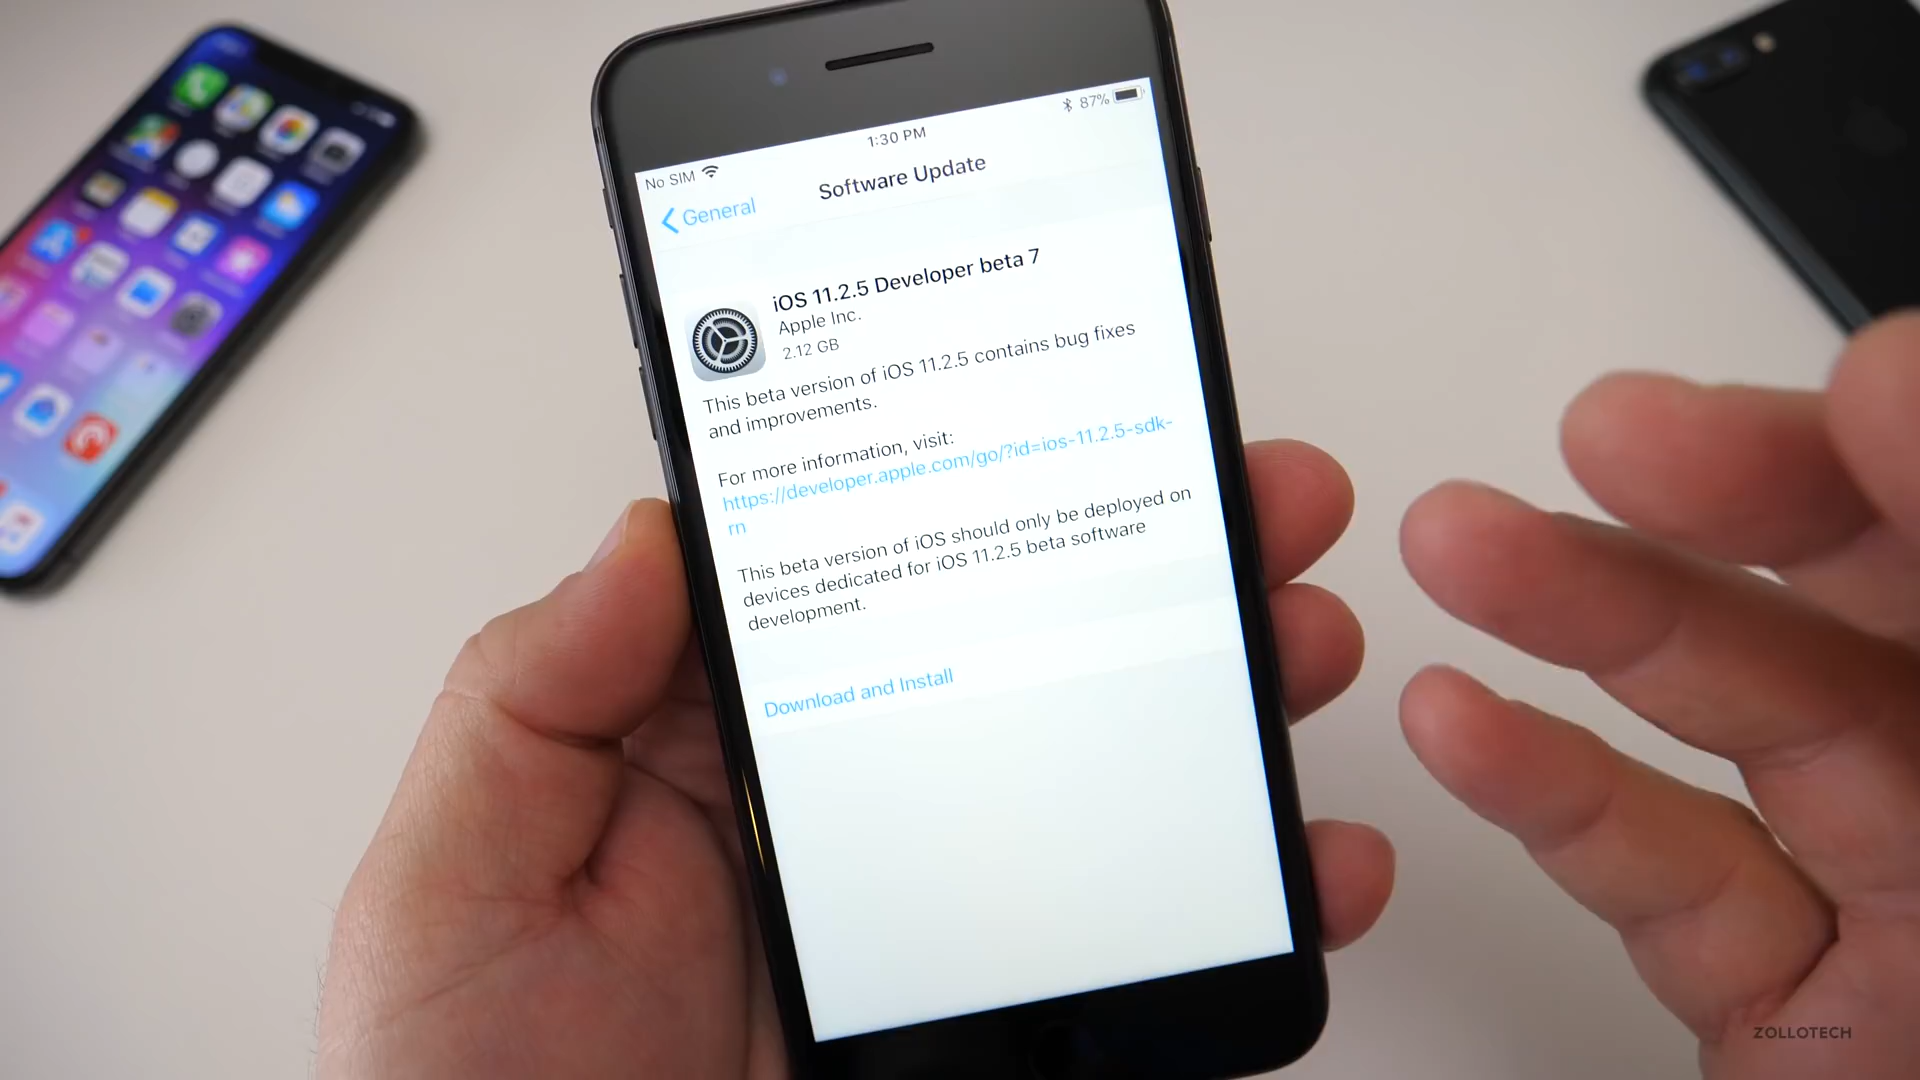 No SIM 1:30 PM 87%
General Software Update
iOS 11.2.5 Developer beta 7
Apple Inc.
2.12 GB
This beta version of iOS 11.2.5 contains bug fixes
and improvements.
For more information, visit:
https://developer.apple.com/go/?id=ios-11.2.5-sdk-
rn
This beta version of iOS should only be deployed on
devices dedicated for iOS 11.2.5 beta software
development.
Download and Install
ZOLLOTECH